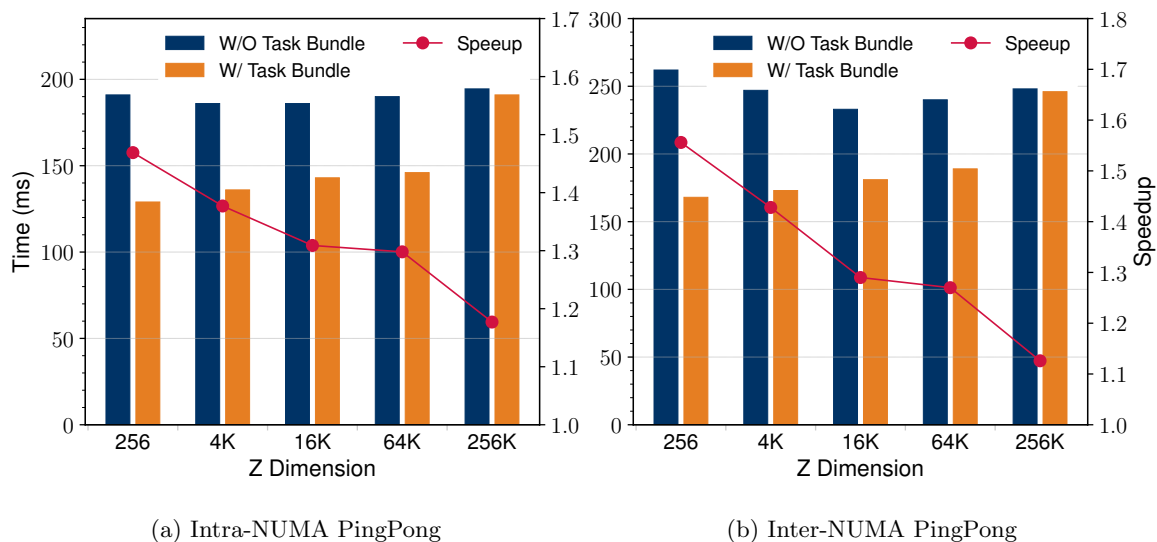 W/O Task Bundle
W/ Task Bundle
Speeup
Time (ms)
200
150
100
50
0
1.7
1.6
1.5
1.4
1.3
1.2
1.1
1.0
256 4K 16K 64K 256K
Z Dimension
(a) Intra-NUMA PingPong
W/O Task Bundle
W/ Task Bundle
Speeup
300
250
200
150
100
50
0
1.8
1.7
1.6
1.5
1.4
1.3
1.2
1.1
1.0
Speedup
256 4K 16K 64K 256K
Z Dimension
(b) Inter-NUMA PingPong